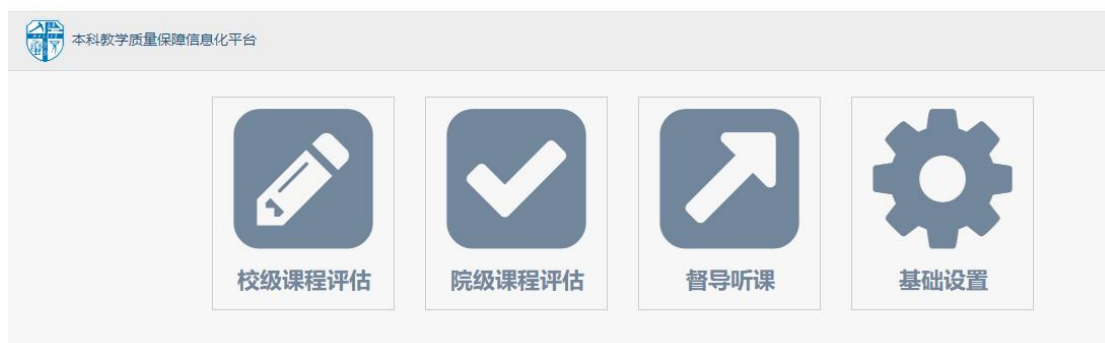 本科教学质量保障信息化平台
校级课程评估
院级课程评估
督导听课
基础设置